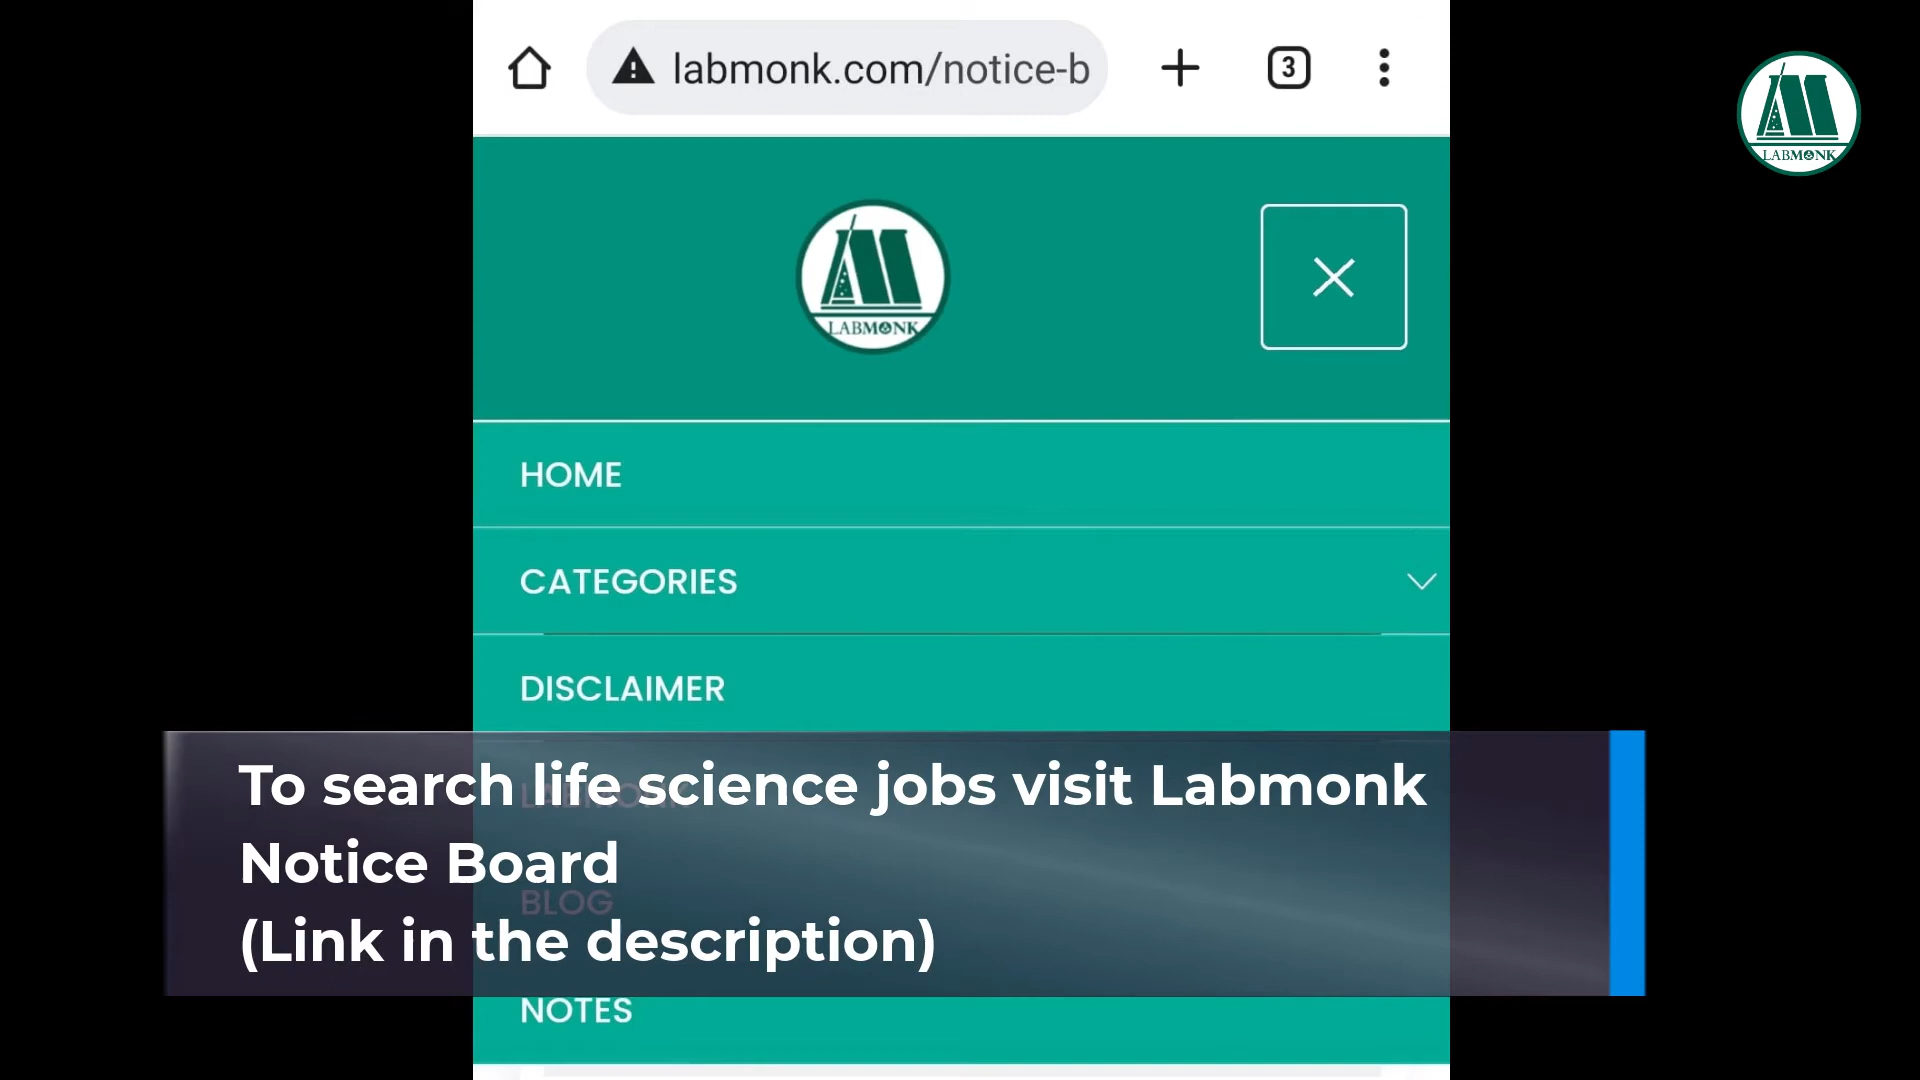 labmonk.com/notice-b
3
LABMONK
LABMONK
HOME
CATEGORIES
DISCLAIMER
To search life science jobs visit Labmonk
LABMONK
Notice Board
BLOG
(Link in the description)
NOTES